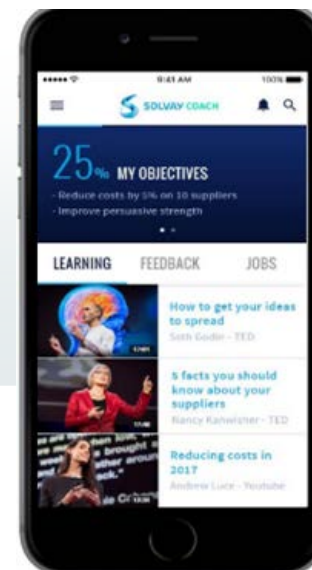 9:41 AM
100%
SOLVAY COACH
25% MY OBJECTIVES
- Reduce costs by 5% on 10 suppliers
- Improve persuasive strength
LEARNING
FEEDBACK
JOBS
How to get your ideas
to spread
Seth Godin - TED
5 facts you should
know about your
suppliers
Nancy Kanwisher - TED
Reducing costs in
2017
Andrew Luce - Youtube